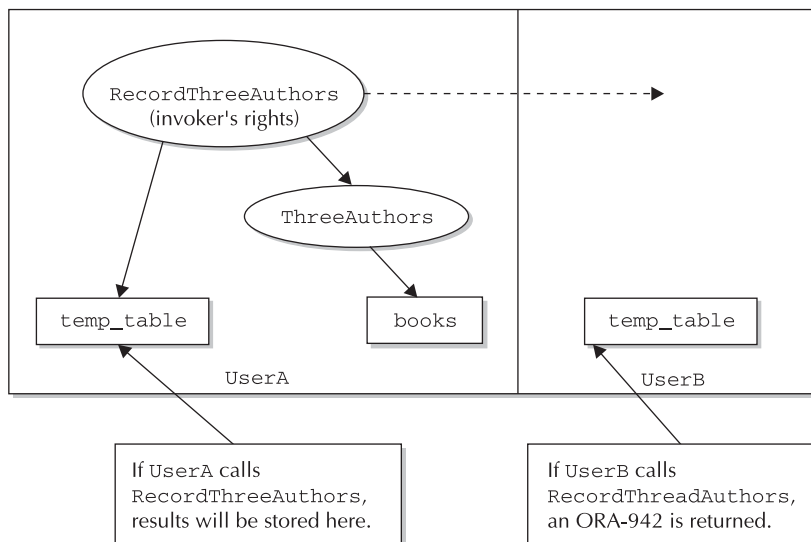 RecordThreeAuthors
(invoker's rights)
ThreeAuthors
temp_table
books
temp_table
UserA
UserB
If UserA calls
RecordThreeAuthors,
results will be stored here.
If UserB calls
RecordThreadAuthors,
an ORA-942 is returned.